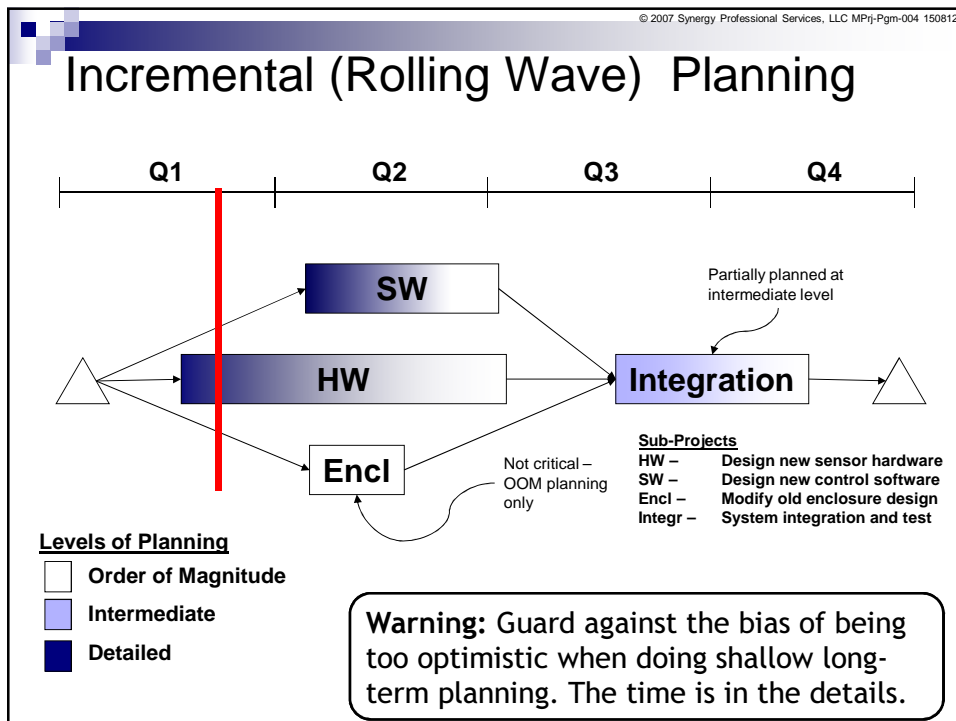 © 2007 Synergy Professional Services, LLC MPrj-Pgm-004 150812
Incremental (Rolling Wave) Planning
Q1 Q2 Q3 Q4
SW
Partially planned at
intermediate level
HW
Integration
Encl
Not critical –
OOM planning
only
Sub-Projects
HW – Design new sensor hardware
SW – Design new control software
Encl – Modify old enclosure design
Integr – System integration and test
Levels of Planning
Order of Magnitude
Intermediate
Detailed
Warning: Guard against the bias of being
too optimistic when doing shallow long-
term planning. The time is in the details.